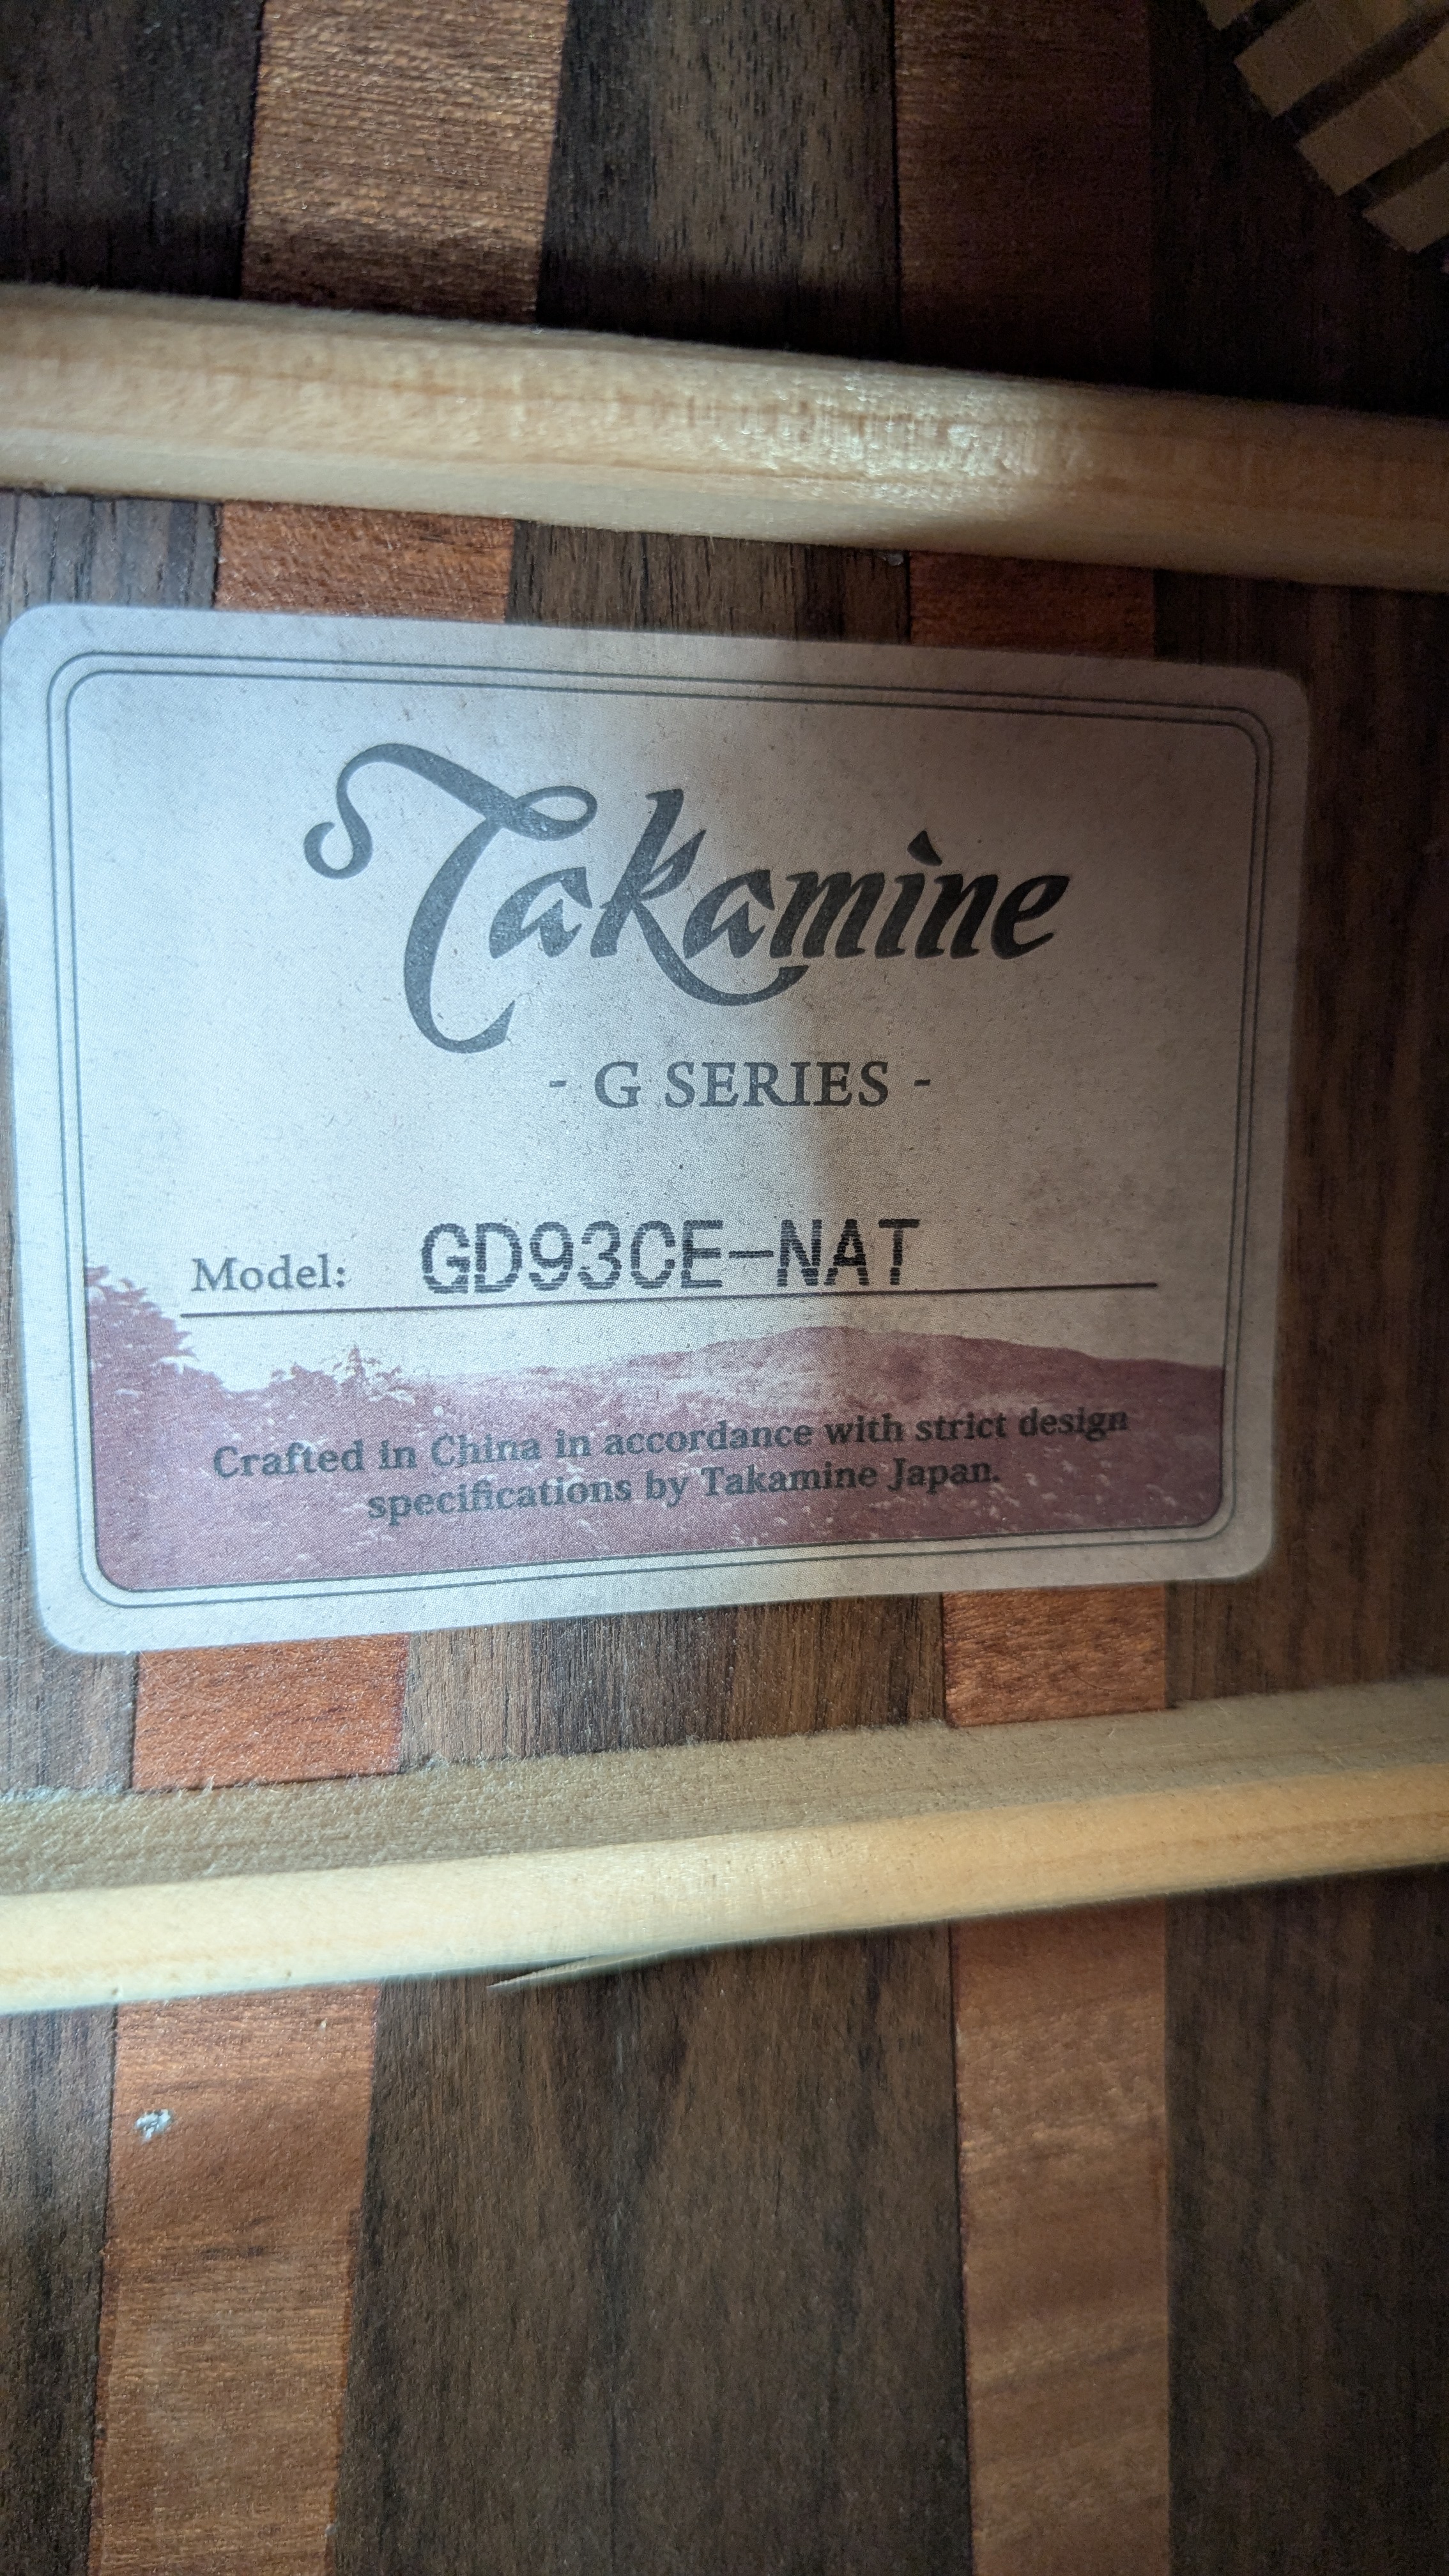 Takamine
- G SERIES -
Model: GD93CE-NAT
Crafted in China in accordance with strict design
specifications by Takamine Japan.